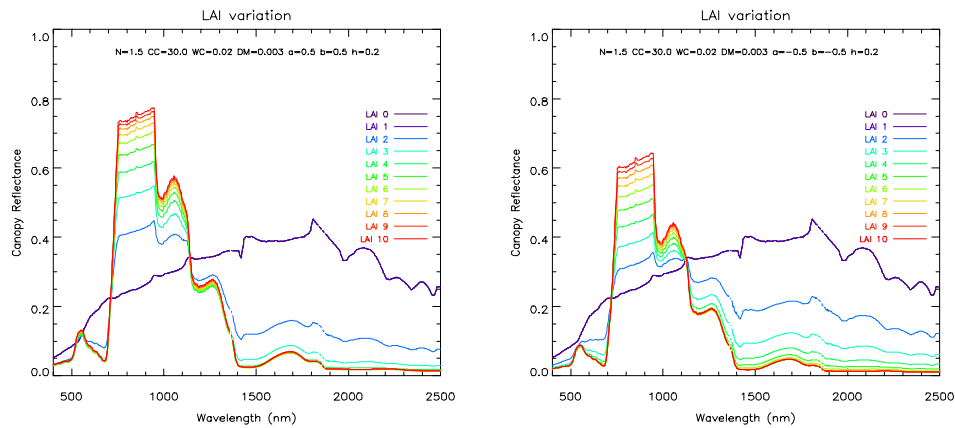 LAI variation
N=1.5 CC=30.0 WC=0.02 DM=0.003 a=0.5 b=0.5 h=0.2
1.0
0.8
0.6
0.4
0.2
0.0
Canopy Reflectance
LAI 0
LAI 1
LAI 2
LAI 3
LAI 4
LAI 5
LAI 6
LAI 7
LAI 8
LAI 9
LAI 10
500
1000
1500
2000
2500
Wavelength (nm)
LAI variation
N=1.5 CC=30.0 WC=0.02 DM=0.003 a=-0.5 b=-0.5 h=0.2
1.0
0.8
0.6
0.4
0.2
0.0
Canopy Reflectance
LAI 0
LAI 1
LAI 2
LAI 3
LAI 4
LAI 5
LAI 6
LAI 7
LAI 8
LAI 9
LAI 10
500
1000
1500
2000
2500
Wavelength (nm)